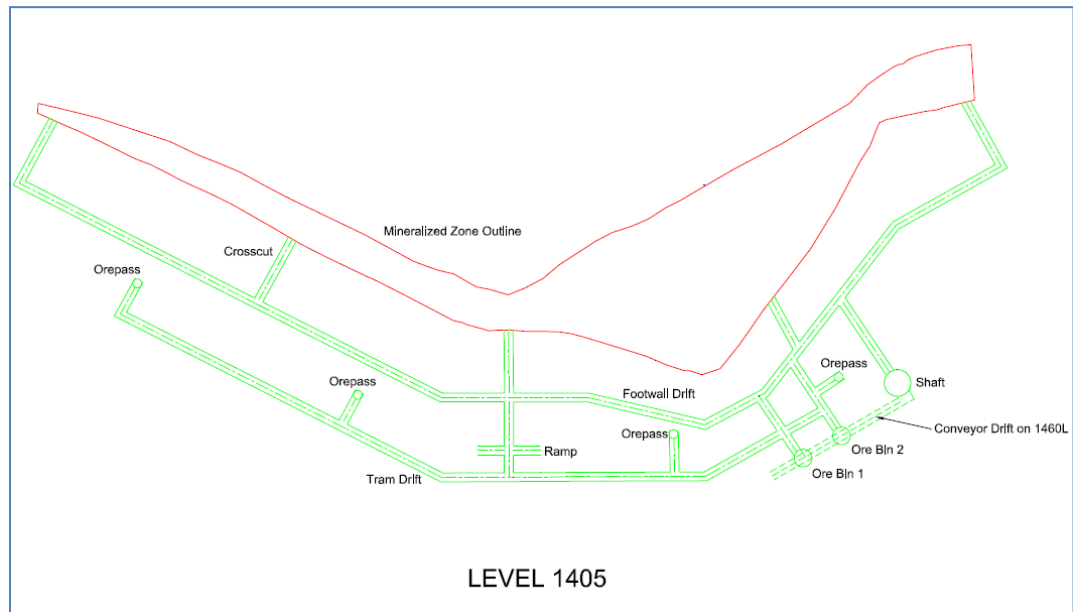 Mineralized Zone Outline
Crosscut
Orepass
Orepass
Orepass
Shaft
Footwall Drift
Conveyor Drift on 1460L
Orepass
Ore Bin 2
Ramp
Ore Bin 1
Tram Drift
LEVEL 1405